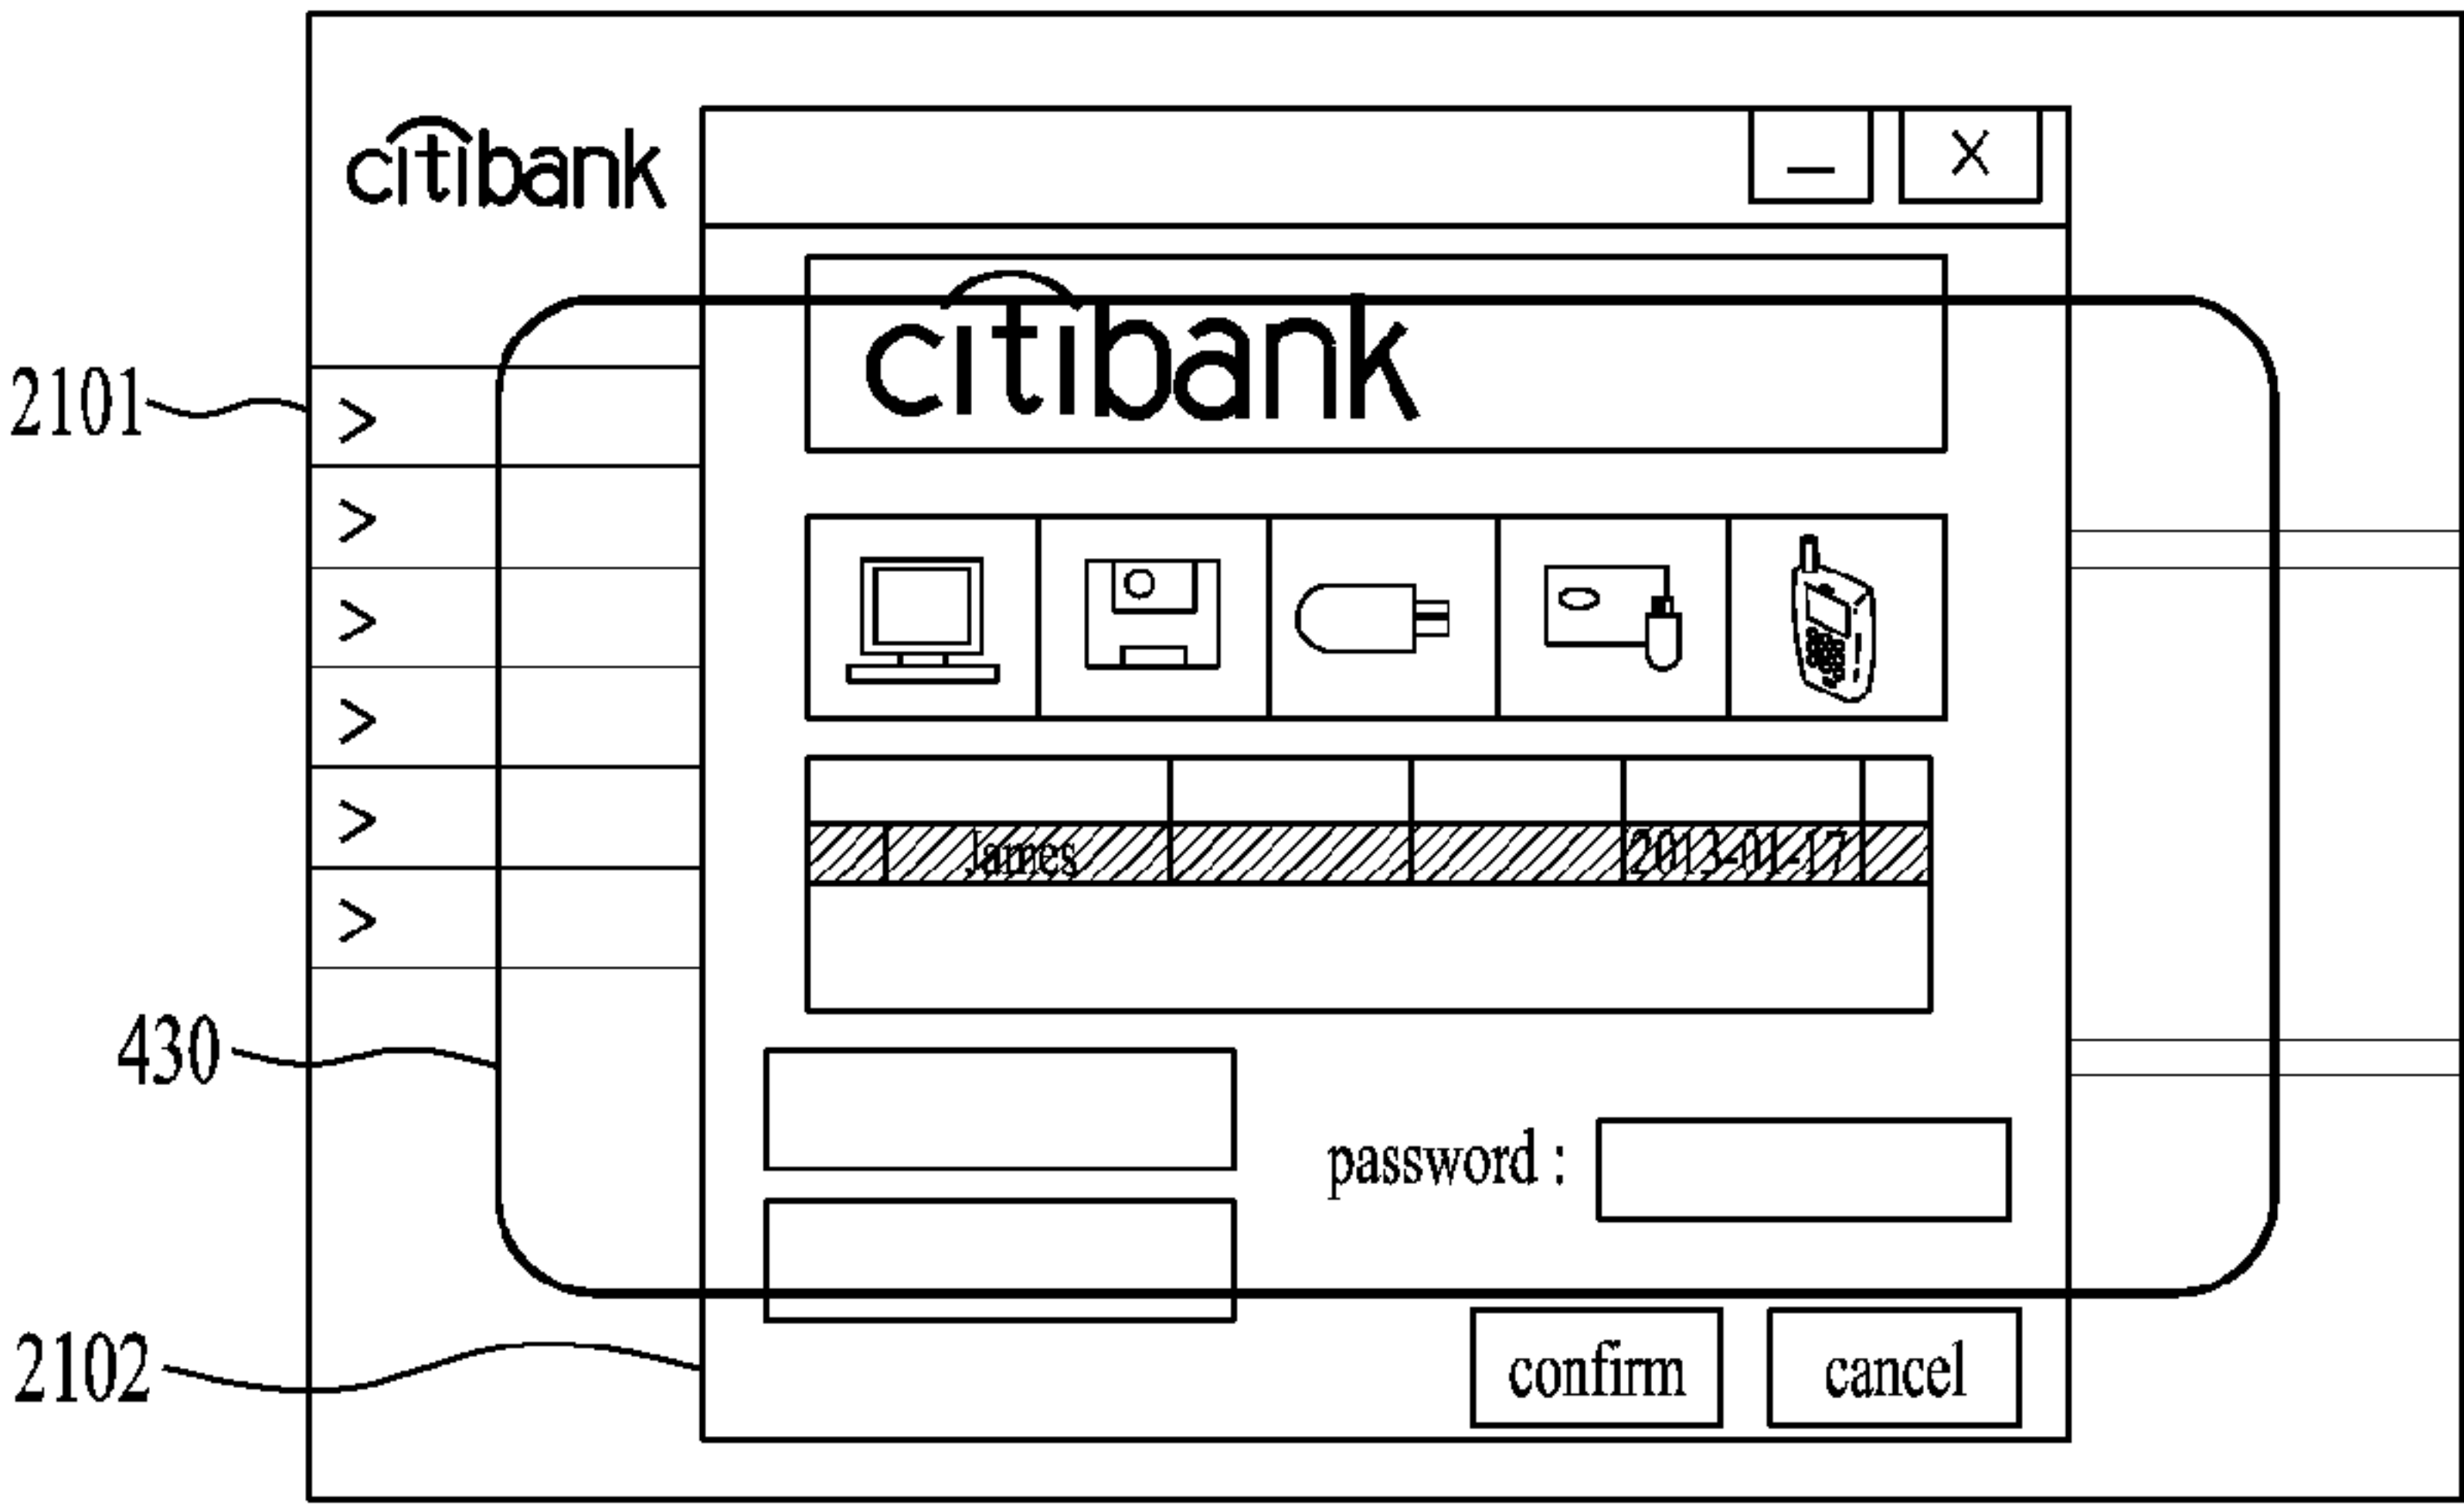 citibank
_ X
citibank
2101
>
>
>
>
>
>
James 2013-01-17
430
password :
2102
confirm cancel